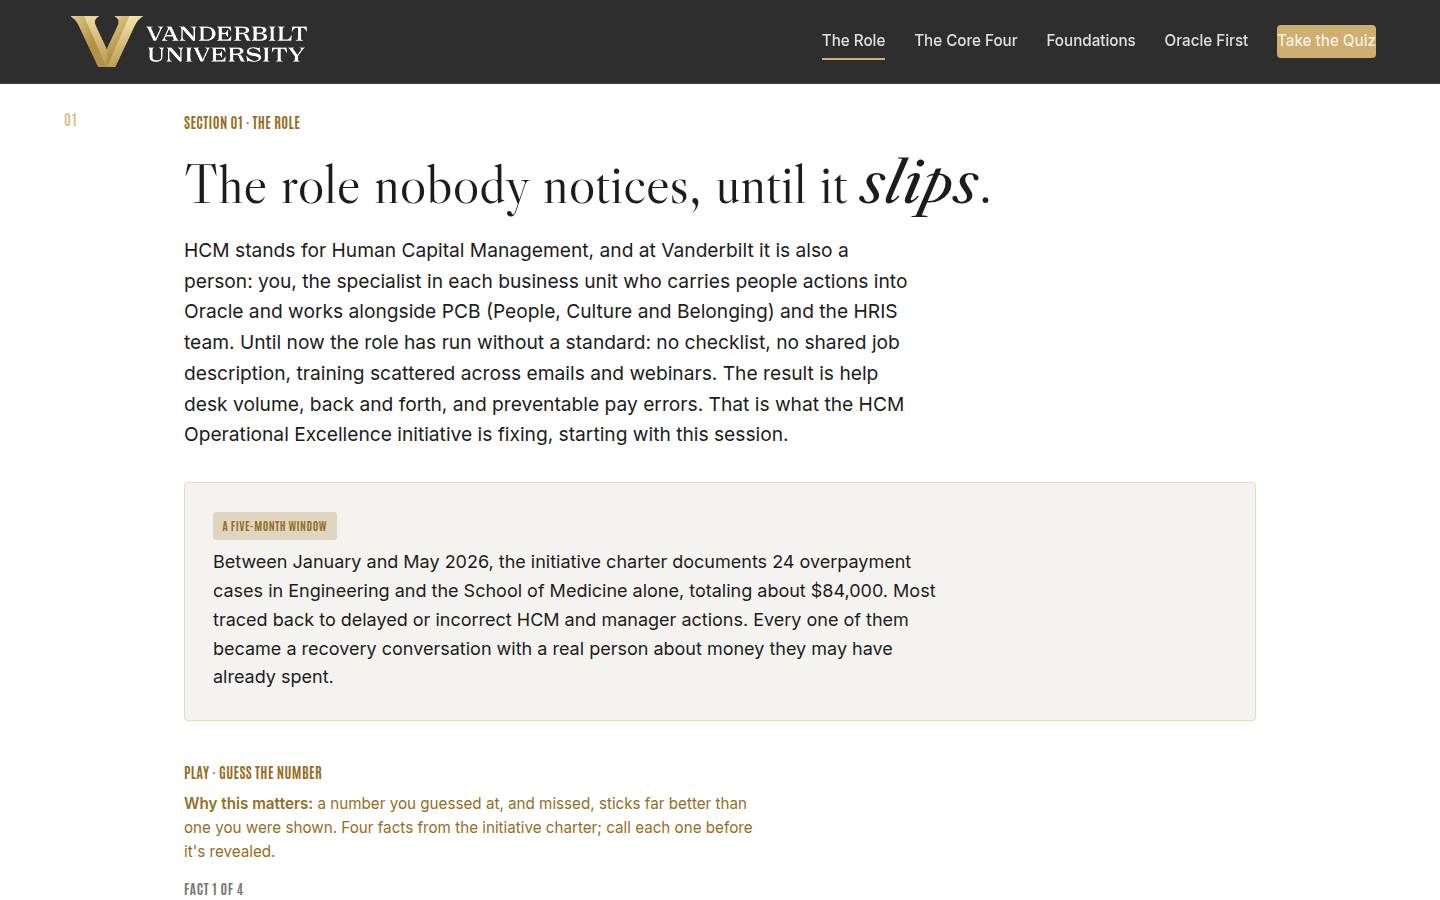 VANDERBILT
UNIVERSITY
The Role
The Core Four
Foundations
Oracle First
Take the Quiz
01
SECTION 01 · THE ROLE
The role nobody notices, until it slips.
HCM stands for Human Capital Management, and at Vanderbilt it is also a
person: you, the specialist in each business unit who carries people actions into
Oracle and works alongside PCB (People, Culture and Belonging) and the HRIS
team. Until now the role has run without a standard: no checklist, no shared job
description, training scattered across emails and webinars. The result is help
desk volume, back and forth, and preventable pay errors. That is what the HCM
Operational Excellence initiative is fixing, starting with this session.
A FIVE-MONTH WINDOW
Between January and May 2026, the initiative charter documents 24 overpayment
cases in Engineering and the School of Medicine alone, totaling about $84,000. Most
traced back to delayed or incorrect HCM and manager actions. Every one of them
became a recovery conversation with a real person about money they may have
already spent.
PLAY · GUESS THE NUMBER
Why this matters: a number you guessed at, and missed, sticks far better than
one you were shown. Four facts from the initiative charter; call each one before
it's revealed.
FACT 1 OF 4